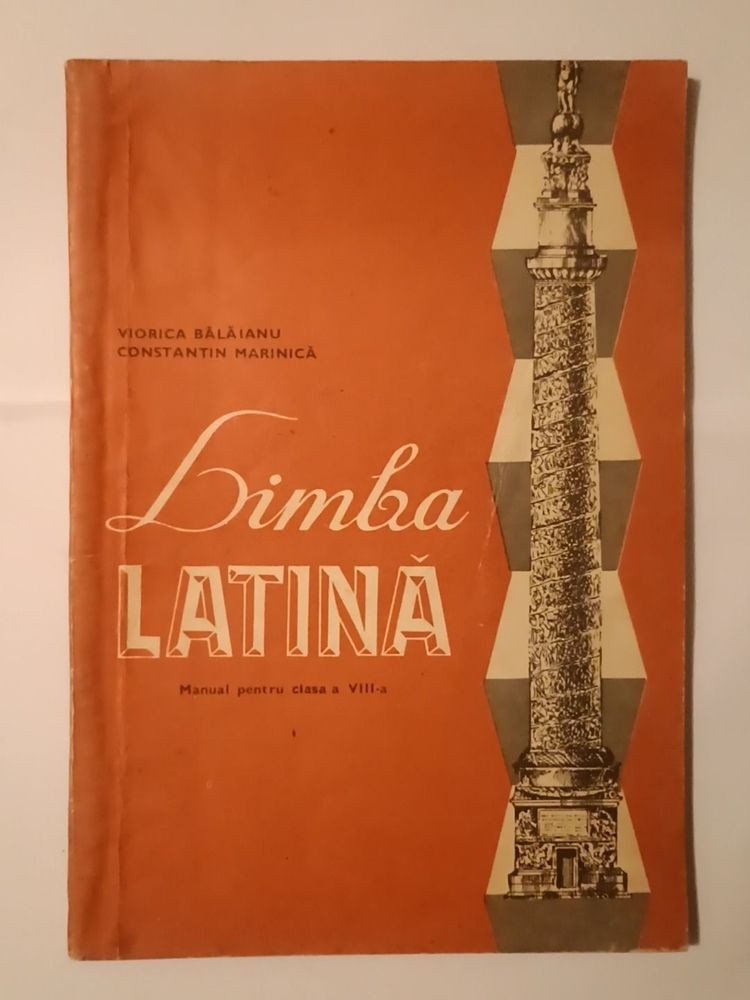 VIORICA BĂLĂIANU
CONSTANTIN MARINICĂ
Limba
LATINĂ
Manual pentru clasa a VIII-a